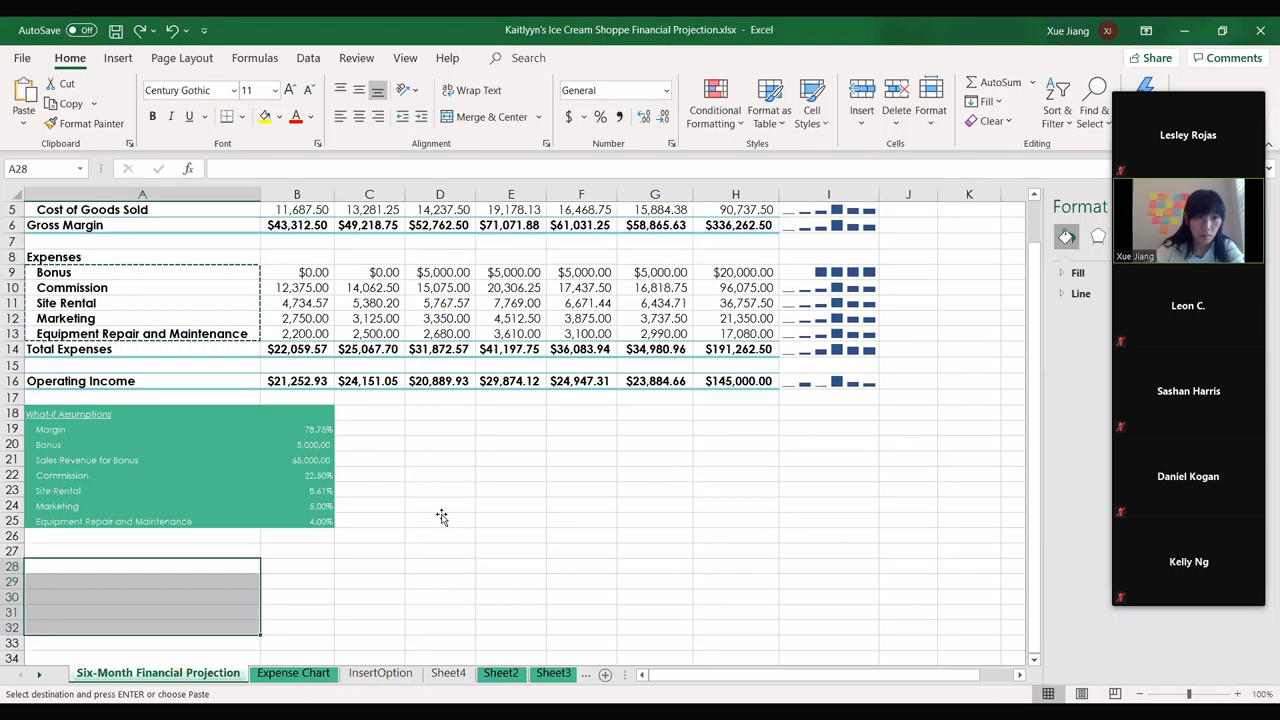 AutoSave Off Kaitlyyn's Ice Cream Shoppe Financial Projection.xlsx - Excel Xue Jiang XJ
File Home Insert Page Layout Formulas Data Review View Help Search Share Comments
Paste Cut Copy Format Painter Clipboard
Century Gothic 11 A A B I U A Font
Wrap Text Merge & Center Alignment
General $ % , Number
Conditional Formatting Format as Table Cell Styles Styles
Insert Delete Format Cells
AutoSum Fill Clear Sort & Filter Find & Select Editing
A28 fx
A B C D E F G H I J K
5 Cost of Goods Sold 11,687.50 13,281.25 14,237.50 19,178.13 16,468.75 15,884.38 90,737.50
6 Gross Margin $43,312.50 $49,218.75 $52,762.50 $71,071.88 $61,031.25 $58,865.63 $336,262.50
7
8 Expenses
9 Bonus $0.00 $0.00 $5,000.00 $5,000.00 $5,000.00 $5,000.00 $20,000.00
10 Commission 12,375.00 14,062.50 15,075.00 20,306.25 17,437.50 16,818.75 96,075.00
11 Site Rental 4,734.57 5,380.20 5,767.57 7,769.00 6,671.44 6,434.71 36,757.50
12 Marketing 2,750.00 3,125.00 3,350.00 4,512.50 3,875.00 3,737.50 21,350.00
13 Equipment Repair and Maintenance 2,200.00 2,500.00 2,680.00 3,610.00 3,100.00 2,990.00 17,080.00
14 Total Expenses $22,059.57 $25,067.70 $31,872.57 $41,197.75 $36,083.94 $34,980.96 $191,262.50
15
16 Operating Income $21,252.93 $24,151.05 $20,889.93 $29,874.12 $24,947.31 $23,884.66 $145,000.00
17
18 What-If Assumptions
19 Margin 78.75%
20 Bonus 5,000.00
21 Sales Revenue for Bonus 65,000.00
22 Commission 22.50%
23 Site Rental 8.61%
24 Marketing 5.00%
25 Equipment Repair and Maintenance 4.00%
26
27
28
29
30
31
32
33
34
Six-Month Financial Projection Expense Chart InsertOption Sheet4 Sheet2 Sheet3 ...
Select destination and press ENTER or choose Paste 100%
Format
Fill
Line
Lesley Rojas
Xue Jiang
Leon C.
Sashan Harris
Daniel Kogan
Kelly Ng